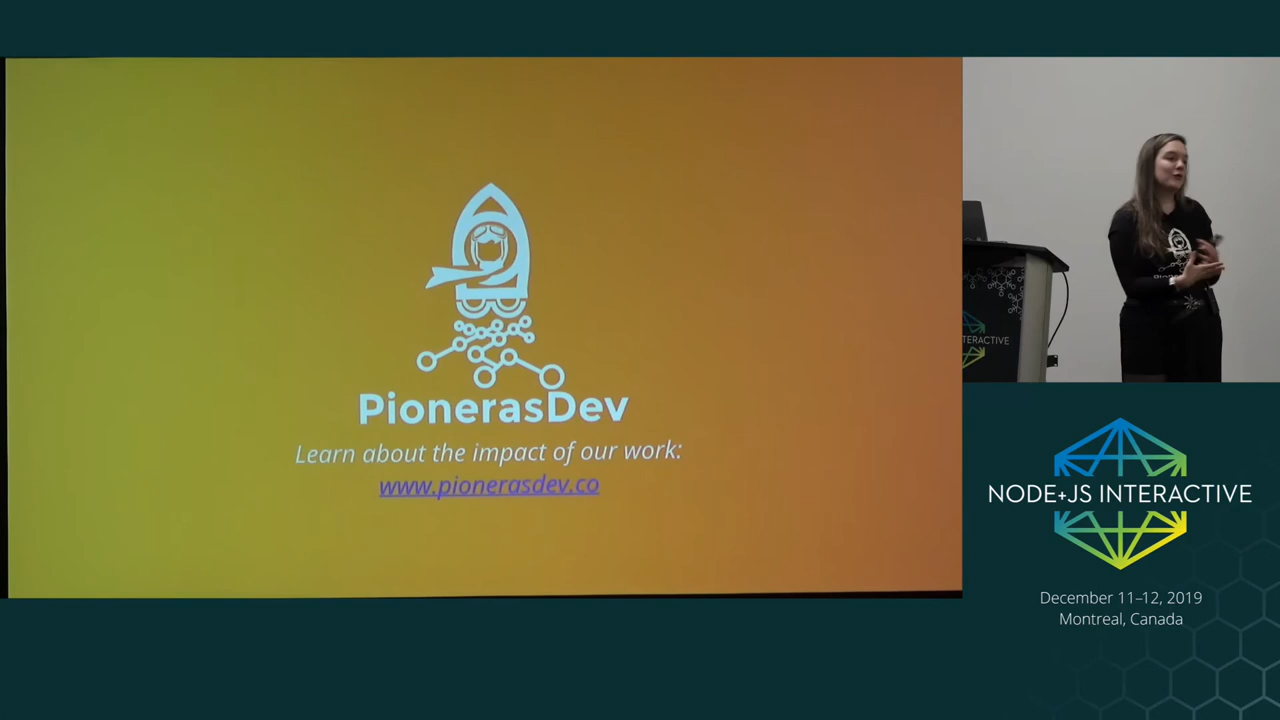 PionerasDev
Learn about the impact of our work:
www.pionerasdev.co
INTERACTIVE
NODE+JS INTERACTIVE
December 11–12, 2019
Montreal, Canada